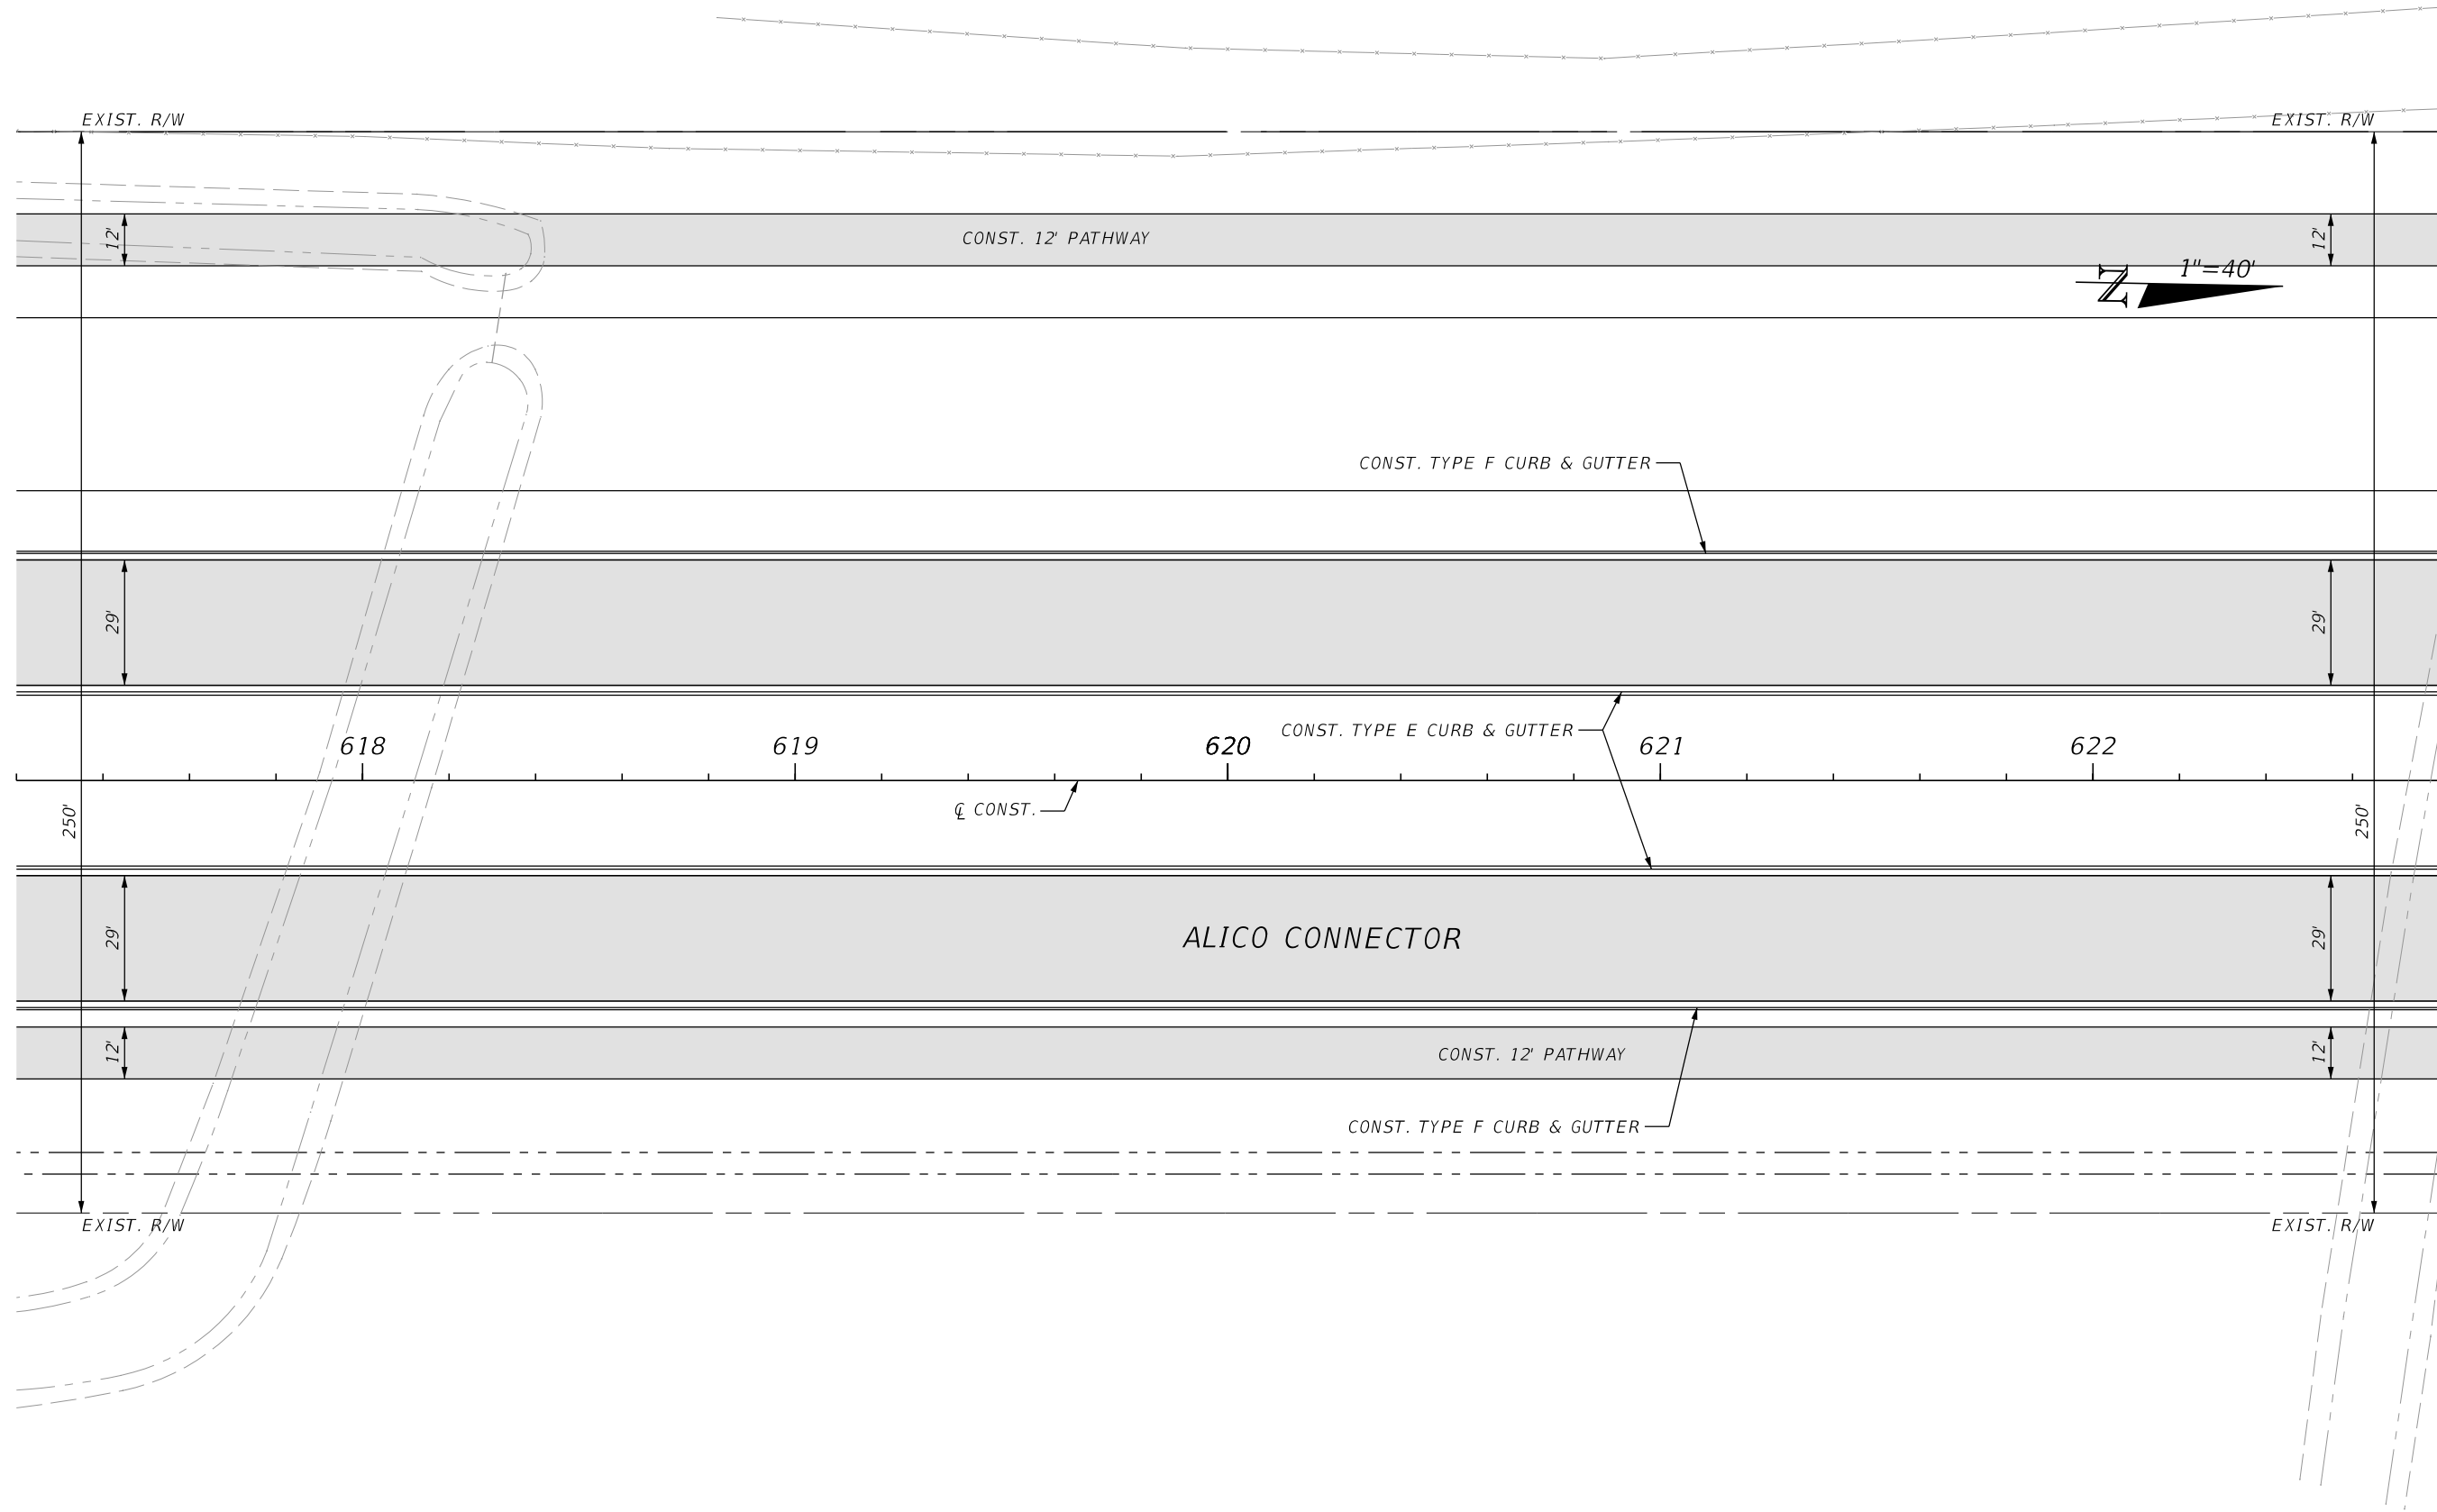 EXIST. R/W
EXIST. R/W
12'
CONST. 12' PATHWAY
12'
N
1"=40'
CONST. TYPE F CURB & GUTTER
29'
29'
CONST. TYPE E CURB & GUTTER
618
619
620
621
622
℄ CONST.
250'
250'
29'
ALICO CONNECTOR
29'
12'
CONST. 12' PATHWAY
12'
CONST. TYPE F CURB & GUTTER
EXIST. R/W
EXIST. R/W